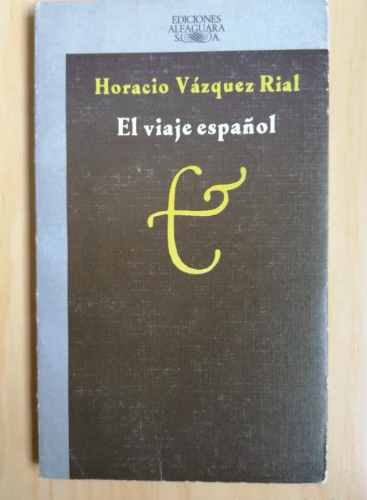 EDICIONES
ALFAGUARA
S. A.
Horacio Vázquez Rial
El viaje español
&